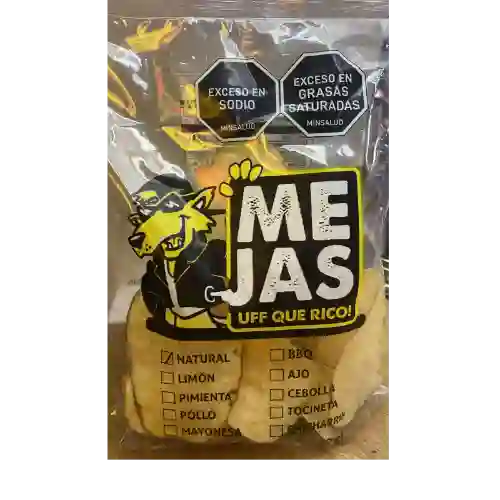 EXCESO EN
SODIO
MINSALUD
EXCESO EN
GRASAS
SATURADAS
MINSALUD
ME
JAS
UFF QUE RICO!
NATURAL
LIMÓN
PIMIENTA
POLLO
MAYONESA
BBQ
AJO
CEBOLLA
TOCINETA